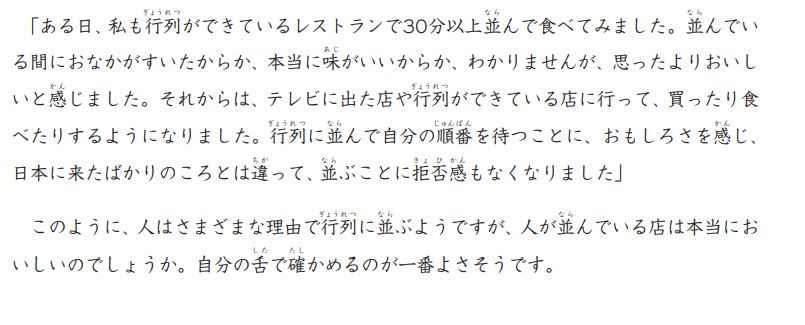 「ある日、私も行列ができているレストランで30分以上並んで食べてみました。並んでい
る間におなかがすいたからか、本当に味がいいからか、わかりませんが、思ったよりおいし
いと感じました。それからは、テレビに出た店や行列ができている店に行って、買ったり食
べたりするようになりました。行列に並んで自分の順番を待つことに、おもしろさを感じ、
日本に来たばかりのころとは違って、並ぶことに拒否感もなくなりました」
このように、人はさまざまな理由で行列に並ぶようですが、人が並んでいる店は本当にお
いしいのでしょうか。自分の舌で確かめるのが一番よさそうです。